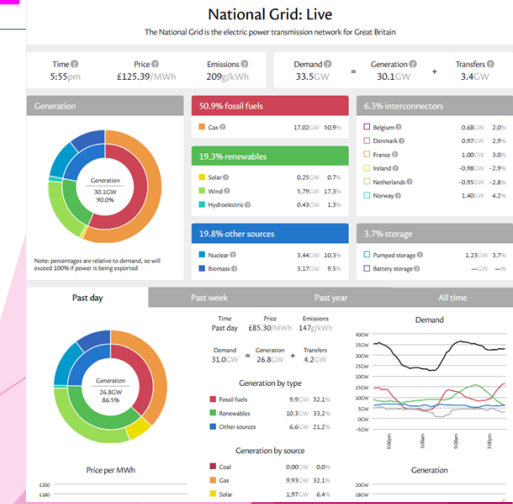 National Grid: Live
The National Grid is the electric power transmission network for Great Britain
Time ?
5:55pm
Price ?
£125.39/MWh
Emissions ?
209g/kWh
Demand ?
33.5GW
=
Generation ?
30.1GW
+
Transfers ?
3.4GW
Generation
Generation
30.1GW
90.0%
Note: percentages are relative to demand, so will
exceed 100% if power is being exported
50.9% fossil fuels
Gas ? 17.02GW 50.9%
19.3% renewables
Solar ? 0.25GW 0.7%
Wind ? 5.79GW 17.3%
Hydroelectric ? 0.43GW 1.3%
19.8% other sources
Nuclear ? 3.44GW 10.3%
Biomass ? 3.17GW 9.5%
6.3% interconnectors
Belgium ? 0.68GW 2.0%
Denmark ? 0.97GW 2.9%
France ? 1.00GW 3.0%
Ireland ? −0.98GW −2.9%
Netherlands ? −0.95GW −2.8%
Norway ? 1.40GW 4.2%
3.7% storage
Pumped storage ? 1.23GW 3.7%
Battery storage ? —GW —%
Past day
Past week
Past year
All time
Generation
26.8GW
86.5%
Price per MWh
£200
£180
Time
Past day
Price
£85.30/MWh
Emissions
147g/kWh
Demand
31.0GW
=
Generation
26.8GW
+
Transfers
4.2GW
Generation by type
Fossil fuels 9.9GW 32.1%
Renewables 10.3GW 33.2%
Other sources 6.6GW 21.2%
Generation by source
Coal 0.00GW 0.0%
Gas 9.93GW 32.1%
Solar 1.97GW 6.4%
Demand
40GW
35GW
30GW
25GW
20GW
15GW
10GW
5GW
0GW
−5GW
Generation
20GW
18GW